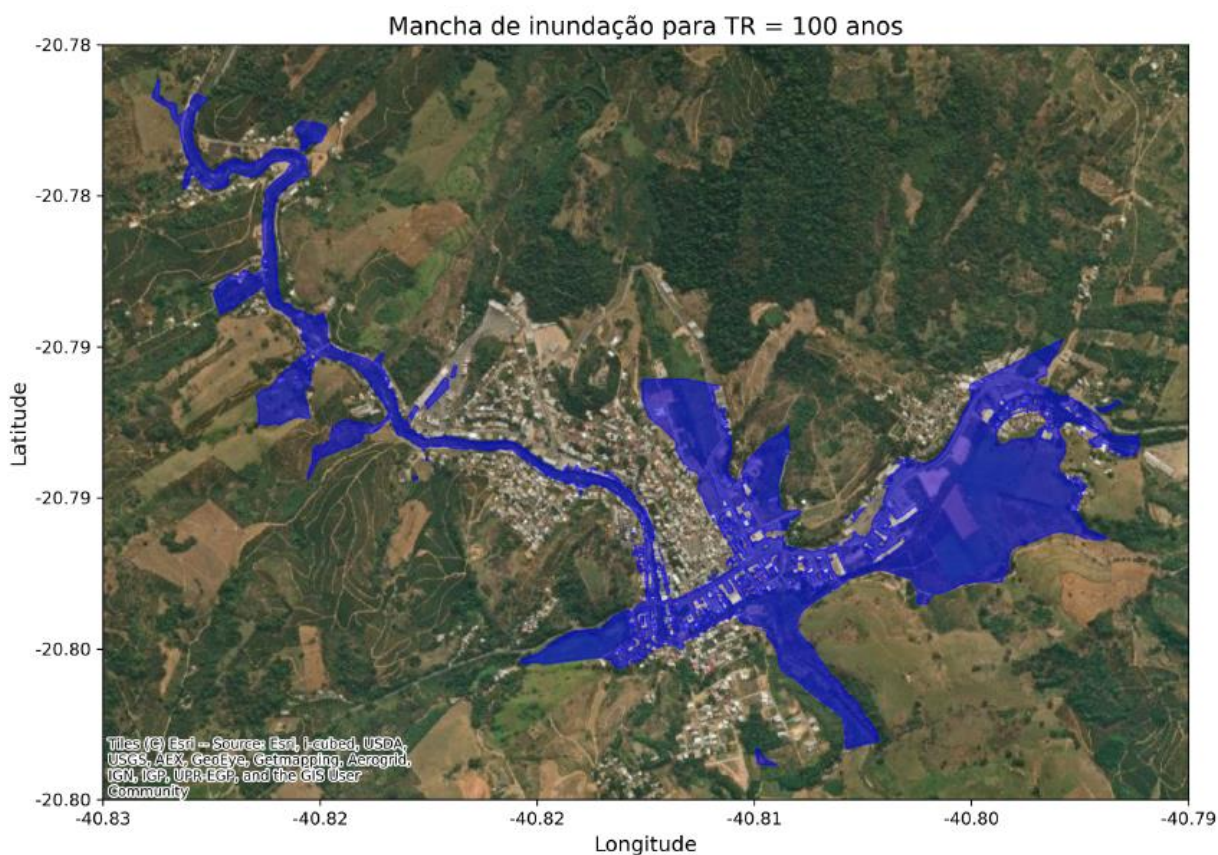 Mancha de inundação para TR = 100 anos
-20.78
-20.78
-20.79
-20.79
-20.80
-20.80
Latitude
Tiles (C) Esri -- Source: Esri, i-cubed, USDA,
USGS, AEX, GeoEye, Getmapping, Aerogrid,
IGN, IGP, UPR-EGP, and the GIS User
Community
-40.83
-40.82
-40.82
-40.81
-40.80
-40.79
Longitude